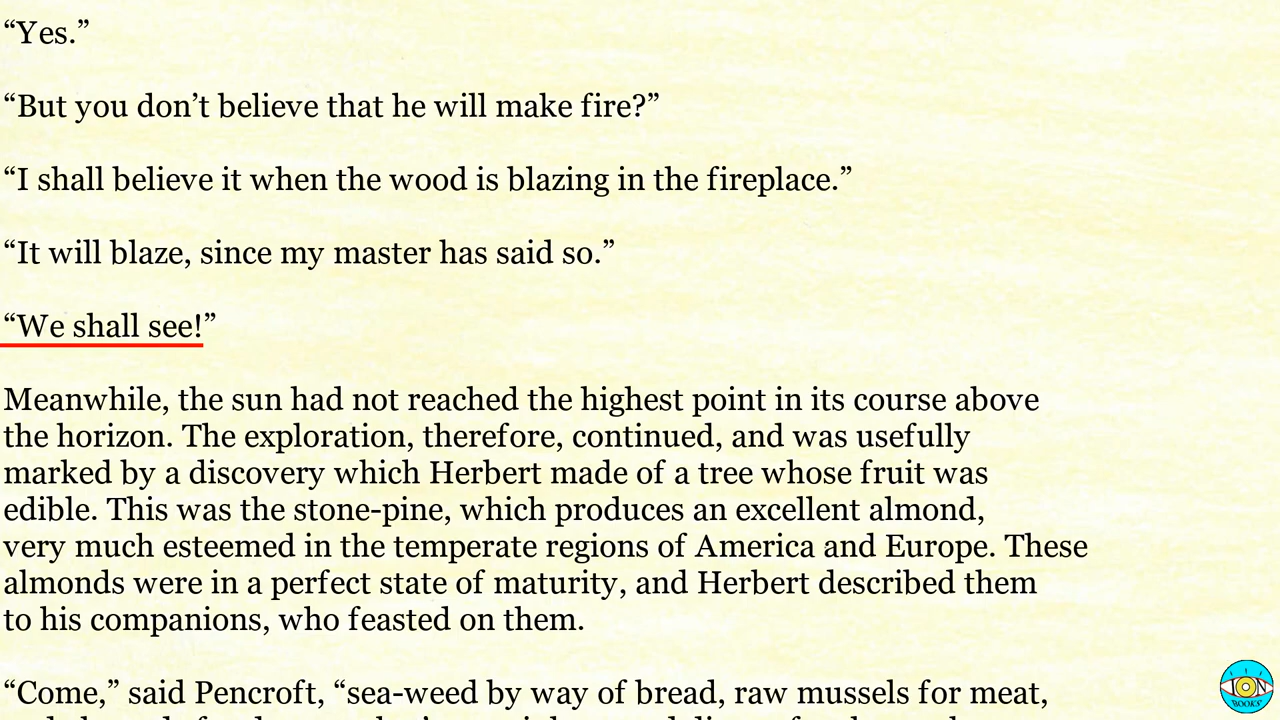 “Yes.”
“But you don’t believe that he will make fire?”
“I shall believe it when the wood is blazing in the fireplace.”
“It will blaze, since my master has said so.”
“We shall see!”
Meanwhile, the sun had not reached the highest point in its course above
the horizon. The exploration, therefore, continued, and was usefully
marked by a discovery which Herbert made of a tree whose fruit was
edible. This was the stone-pine, which produces an excellent almond,
very much esteemed in the temperate regions of America and Europe. These
almonds were in a perfect state of maturity, and Herbert described them
to his companions, who feasted on them.
“Come,” said Pencroft, “sea-weed by way of bread, raw mussels for meat,
ION
BOOKS